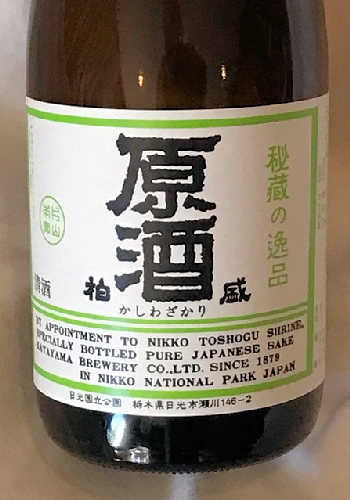 秘蔵の逸品
原酒
柏盛
かしわざかり
清酒
BY APPOINTMENT TO NIKKO TOSHOGU SHRINE,
SPECIALLY BOTTLED PURE JAPANESE SAKE
KATAYAMA BREWERY CO.,LTD. SINCE 1879
IN NIKKO NATIONAL PARK JAPAN
日光国立公園 栃木県日光市瀬川146-2